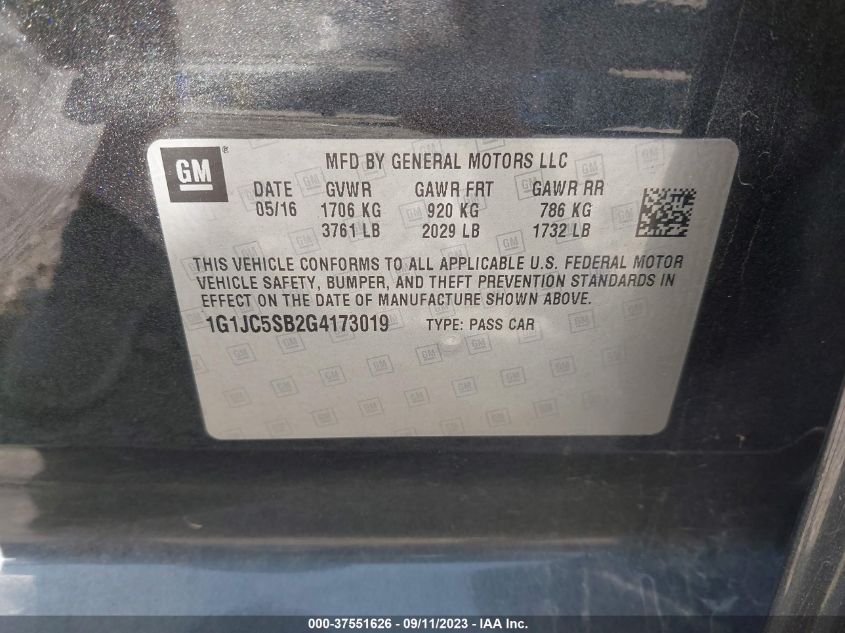 GM® MFD BY GENERAL MOTORS LLC
DATE GVWR GAWR FRT GAWR RR
05/16 1706 KG 920 KG 786 KG
3761 LB 2029 LB 1732 LB
THIS VEHICLE CONFORMS TO ALL APPLICABLE U.S. FEDERAL MOTOR
VEHICLE SAFETY, BUMPER, AND THEFT PREVENTION STANDARDS IN
EFFECT ON THE DATE OF MANUFACTURE SHOWN ABOVE.
1G1JC5SB2G4173019 TYPE: PASS CAR
000-37551626 - 09/11/2023 - IAAI Inc.